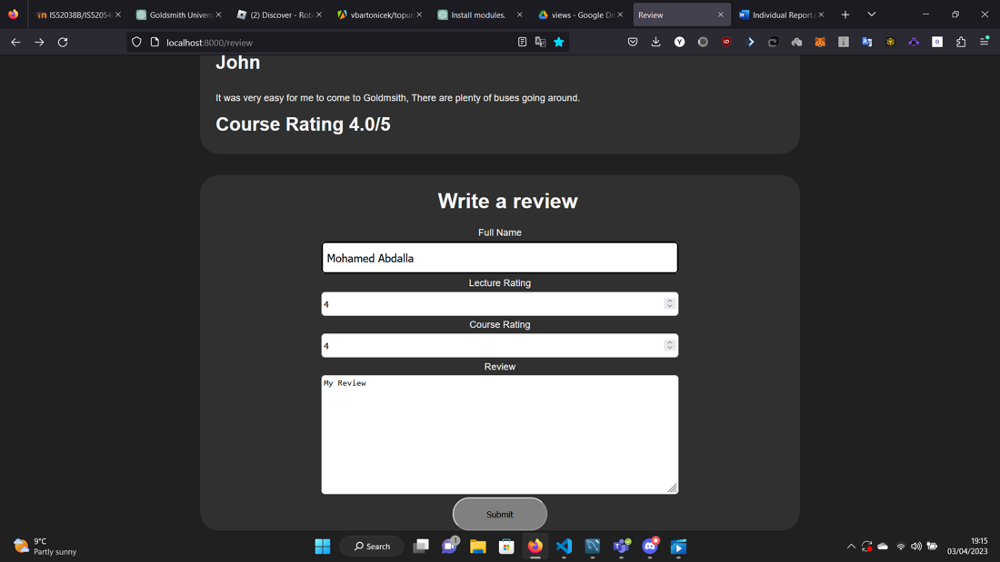 IS52038B/IS52054
Goldsmith Univers
(2) Discover - Rob
vbartonicek/topun
Install modules.
views - Google Dri
Review
Individual Report.d
localhost:8000/review
John
It was very easy for me to come to Goldmsith, There are plenty of buses going around.
Course Rating 4.0/5
Write a review
Full Name
Mohamed Abdalla
Lecture Rating
4
Course Rating
4
Review
My Review
Submit
9°C
Partly sunny
Search
1
19:15
03/04/2023